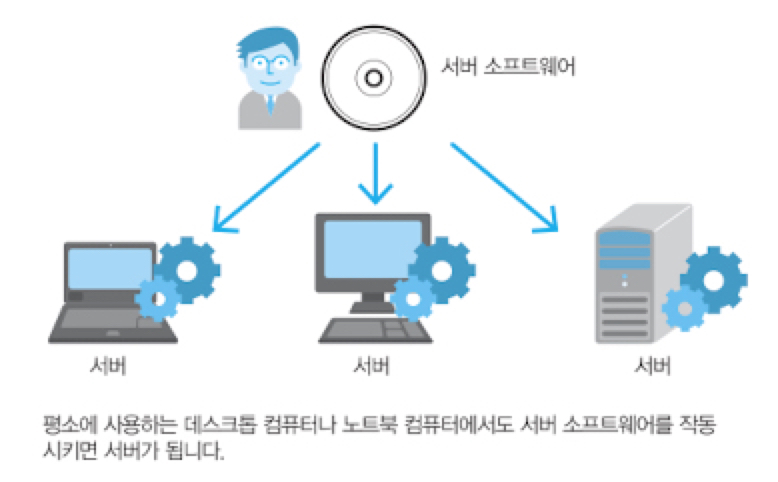 서버 소프트웨어
서버
서버
서버
평소에 사용하는 데스크톱 컴퓨터나 노트북 컴퓨터에서도 서버 소프트웨어를 작동
시키면 서버가 됩니다.